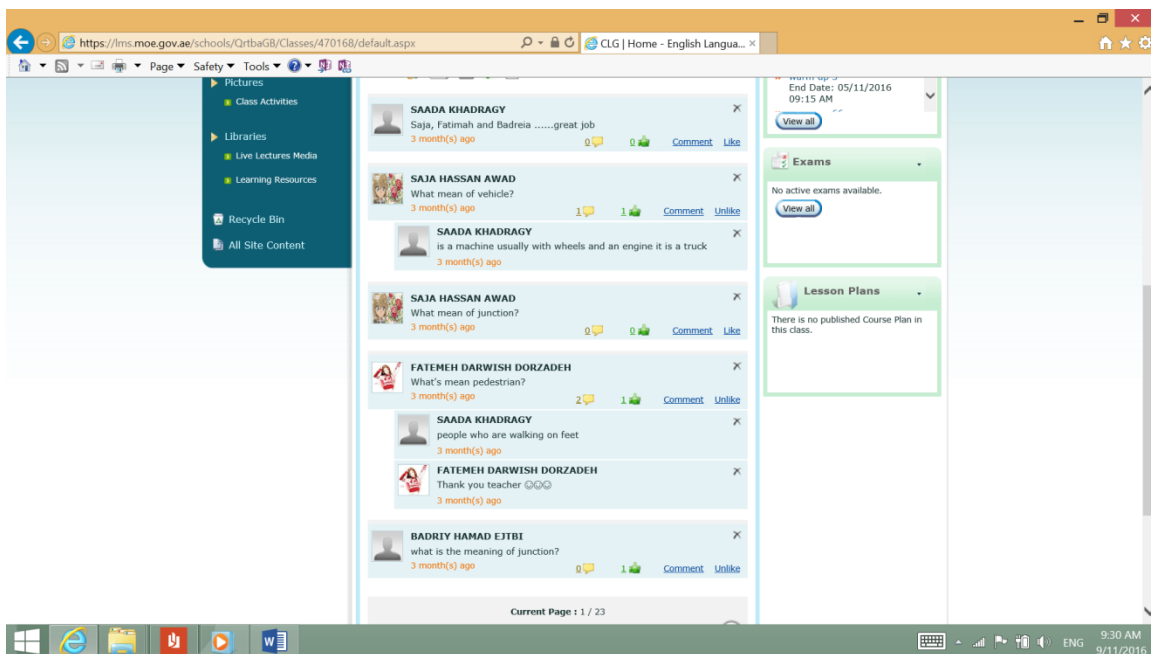 https://lms.moe.gov.ae/schools/QrtbaGB/Classes/470168/default.aspx
CLG | Home - English Langua...
Page Safety Tools
Pictures
Class Activities
Libraries
Live Lectures Media
Learning Resources
Recycle Bin
All Site Content
SAADA KHADRAGY
Saja, Fatimah and Badreia ......great job
3 month(s) ago 0 0 Comment Like
SAJA HASSAN AWAD
What mean of vehicle?
3 month(s) ago 1 1 Comment Unlike
SAADA KHADRAGY
is a machine usually with wheels and an engine it is a truck
3 month(s) ago
SAJA HASSAN AWAD
What mean of junction?
3 month(s) ago 0 0 Comment Like
FATEMEH DARWISH DORZADEH
What's mean pedestrian?
3 month(s) ago 2 1 Comment Unlike
SAADA KHADRAGY
people who are walking on feet
3 month(s) ago
FATEMEH DARWISH DORZADEH
Thank you teacher ☺☺☺
3 month(s) ago
BADRIY HAMAD EJTBI
what is the meaning of junction?
3 month(s) ago 0 1 Comment Unlike
Current Page : 1 / 23
warm up 3
End Date: 05/11/2016
09:15 AM
View all
Exams
No active exams available.
View all
Lesson Plans
There is no published Course Plan in
this class.
ENG
9:30 AM
9/11/2016